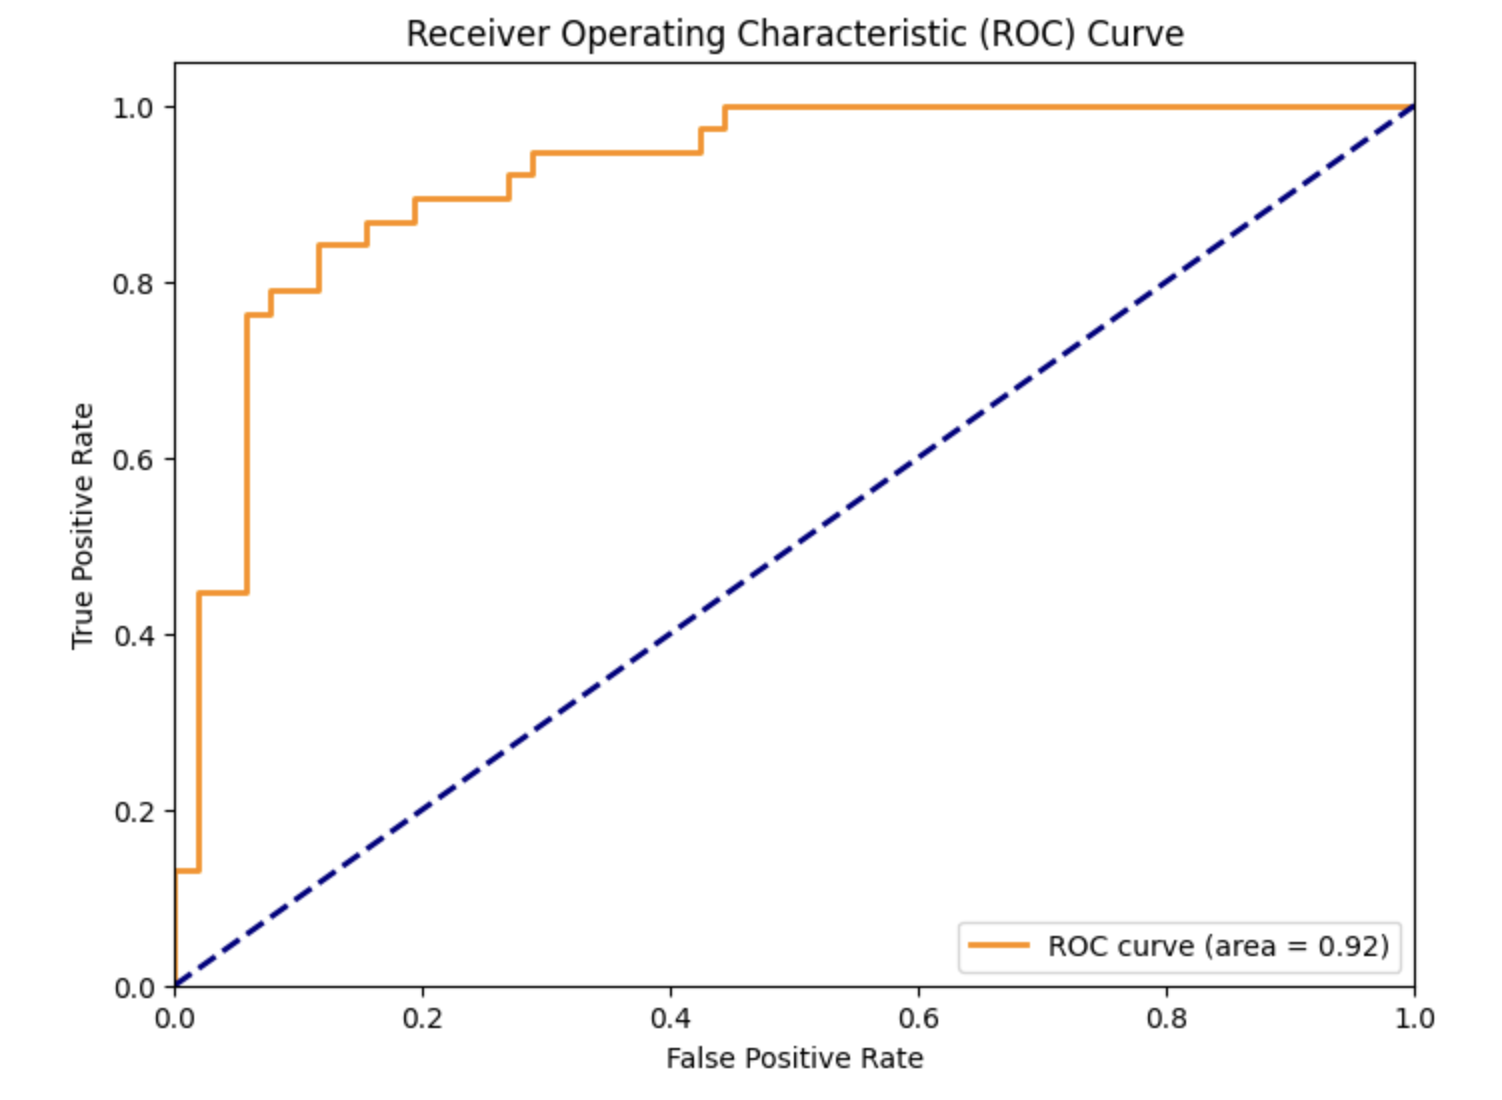 Receiver Operating Characteristic (ROC) Curve
1.0
0.8
0.6
0.4
0.2
0.0
True Positive Rate
ROC curve (area = 0.92)
0.0 0.2 0.4 0.6 0.8 1.0
False Positive Rate